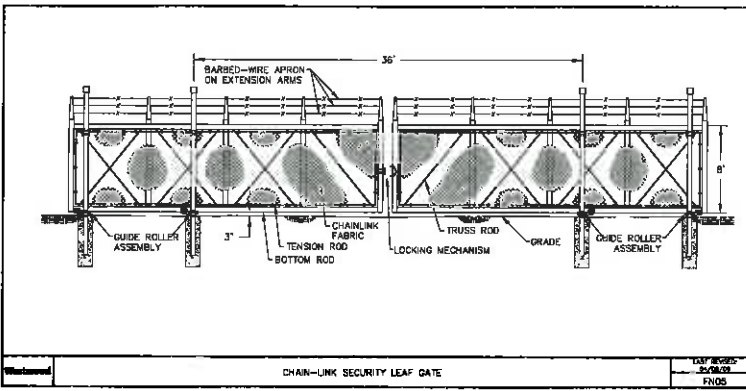 36'
BARBED-WIRE APRON
ON EXTENSION ARMS
8'
GUIDE ROLLER
ASSEMBLY
3"
TENSION ROD
BOTTOM ROD
CHAINLINK
FABRIC
LOCKING MECHANISM
TRUSS ROD
GRADE
GUIDE ROLLER
ASSEMBLY
Westwood
CHAIN-LINK SECURITY LEAF GATE
LAST REVISED:
FN05